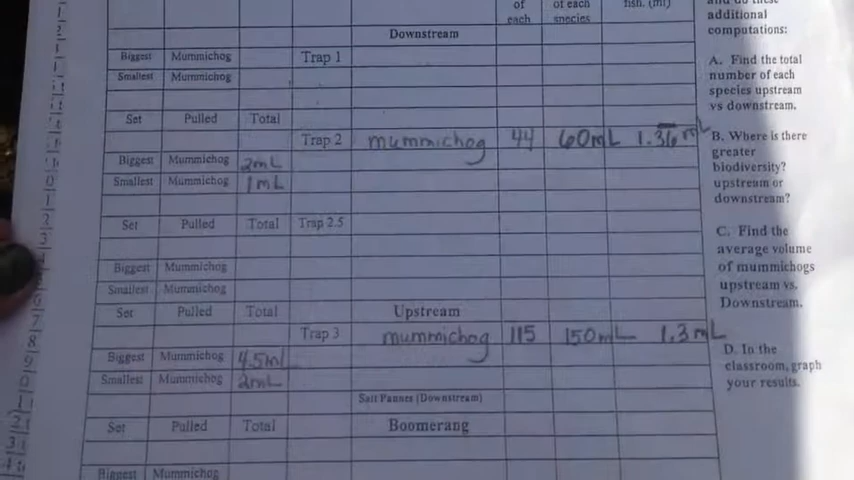 of each of each species fish. (ml)
Downstream
Biggest Mummichog Trap 1
Smallest Mummichog
Set Pulled Total
Trap 2 mummichog 44 60mL 1.36mL
Biggest Mummichog 2mL
Smallest Mummichog 1mL
Set Pulled Total Trap 2.5
Biggest Mummichog
Smallest Mummichog
Set Pulled Total Upstream
Trap 3 mummichog 115 150mL 1.3mL
Biggest Mummichog 4.5mL
Smallest Mummichog 2mL
Salt Pannes (Downstream)
Set Pulled Total Boomerang
Biggest Mummichog
additional
computations:
A. Find the total
number of each
species upstream
vs downstream.
B. Where is there
greater
biodiversity?
upstream or
downstream?
C. Find the
average volume
of mummichogs
upstream vs.
Downstream.
D. In the
classroom, graph
your results.